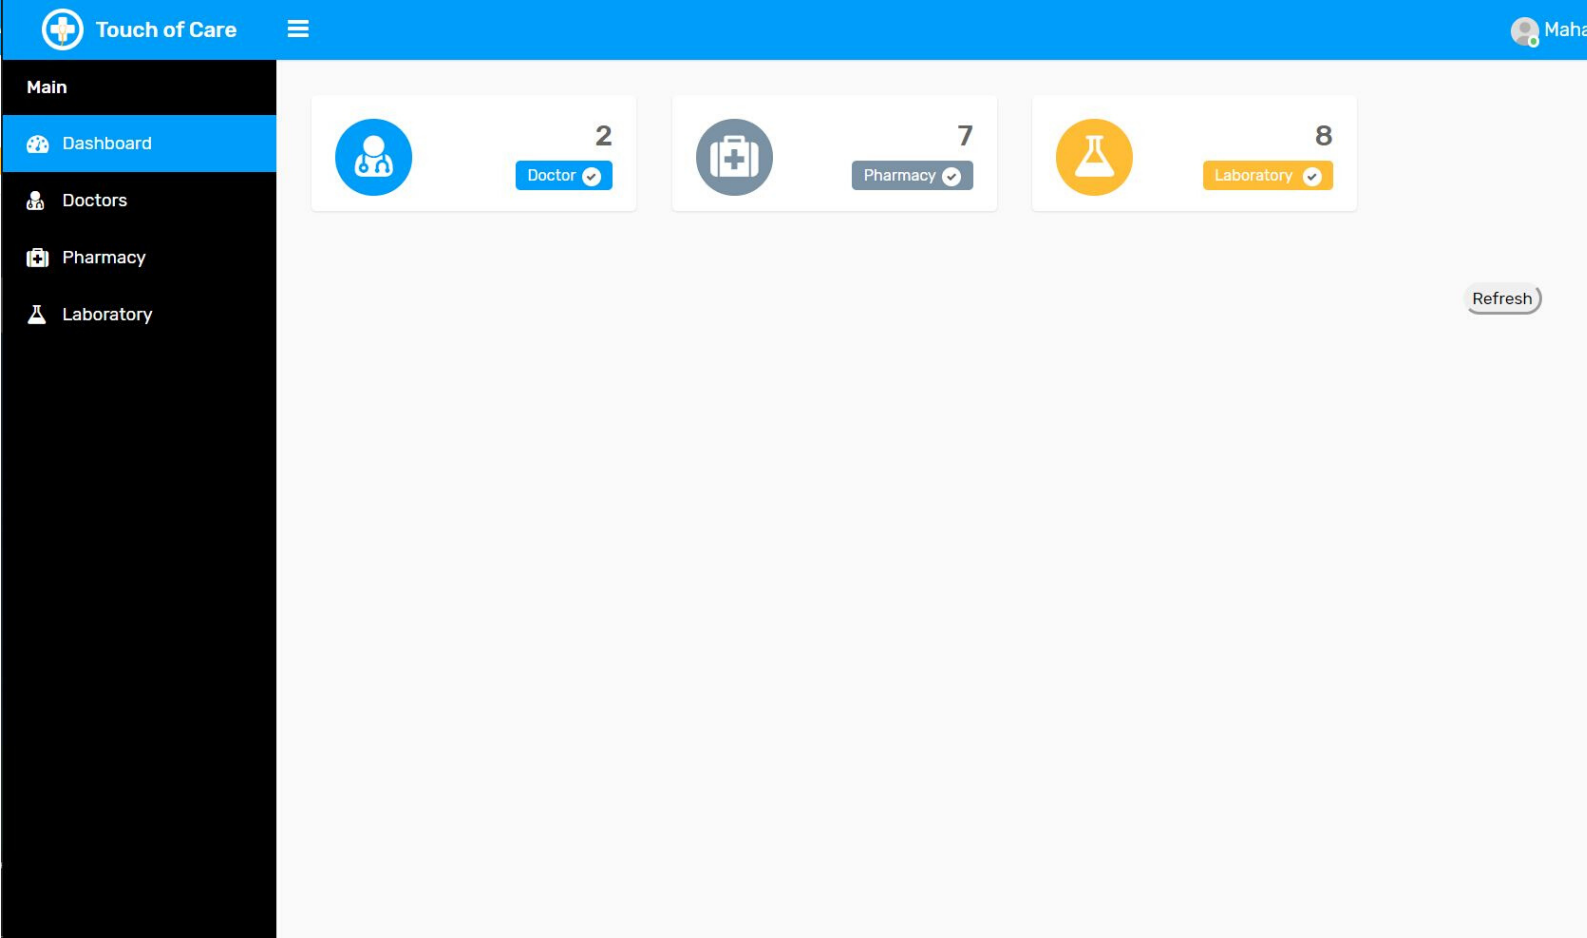 Touch of Care
Maha
Main
Dashboard
Doctors
Pharmacy
Laboratory
2
Doctor
7
Pharmacy
8
Laboratory
Refresh